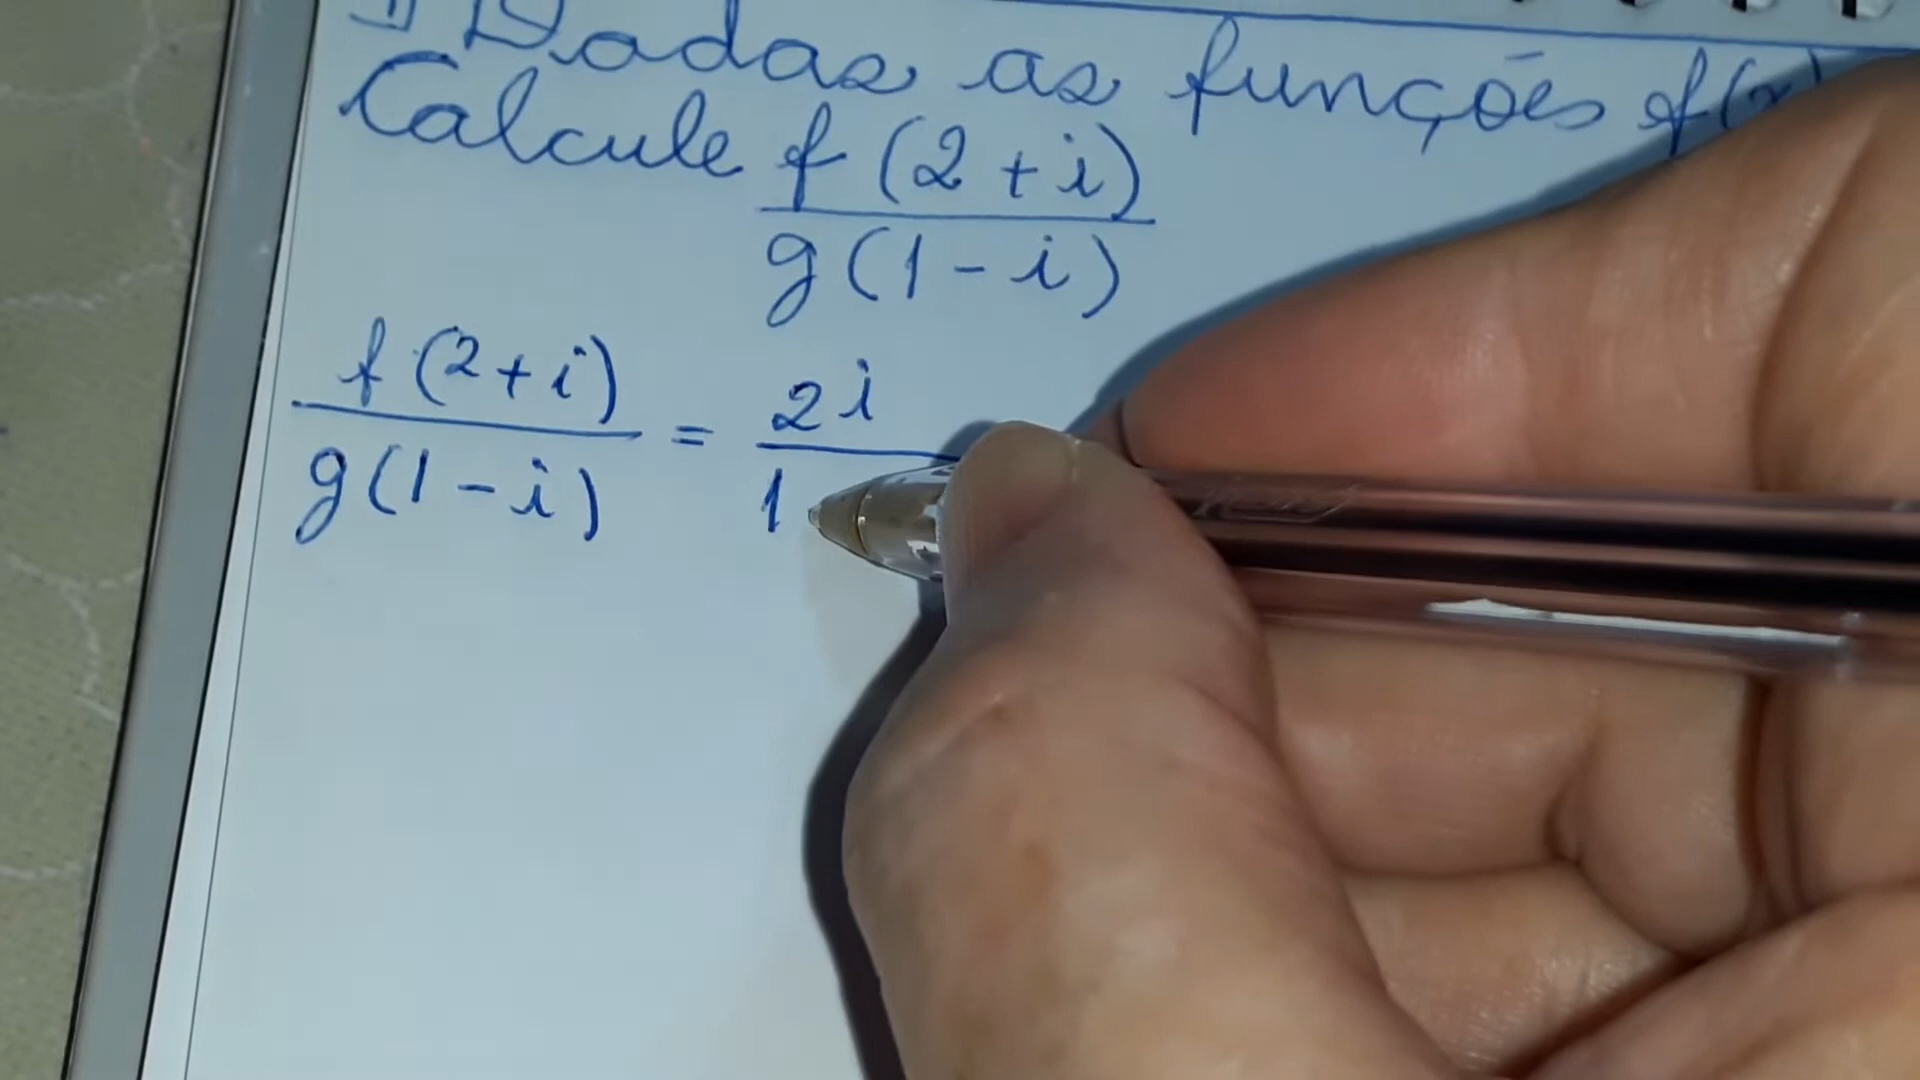 Dadas as funções f(x)
Calcule f(2+i)
g(1-i)
f(2+i) = 2i
g(1-i) 1